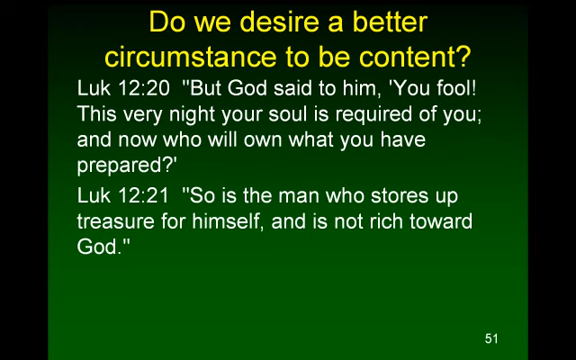 Do we desire a better
circumstance to be content?
Luk 12:20  "But God said to him, 'You fool!
This very night your soul is required of you;
and now who will own what you have
prepared?'
Luk 12:21  "So is the man who stores up
treasure for himself, and is not rich toward
God."
51